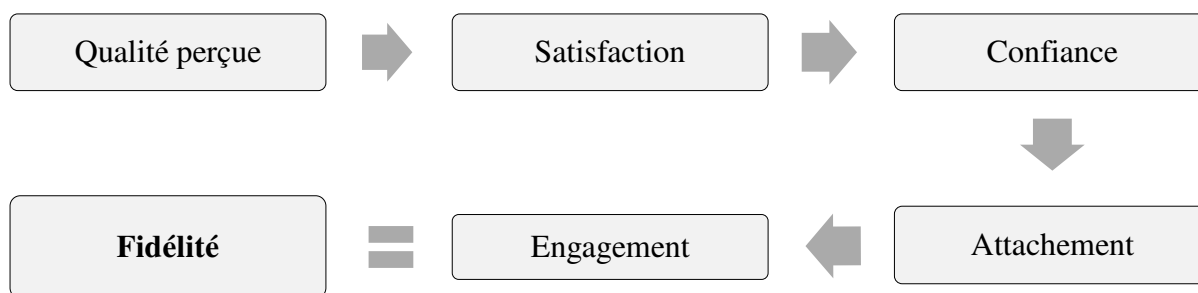 Qualité perçue
Satisfaction
Confiance
Attachement
Engagement
Fidélité